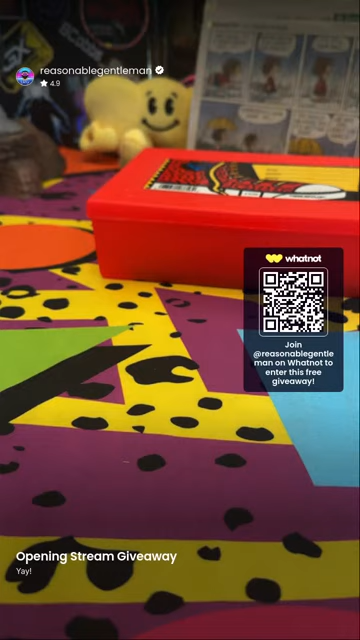 reasonablegentleman
4.9
whatnot
Join
@reasonablegentle
man on Whatnot to
enter this free
giveaway!
Opening Stream Giveaway
Yay!